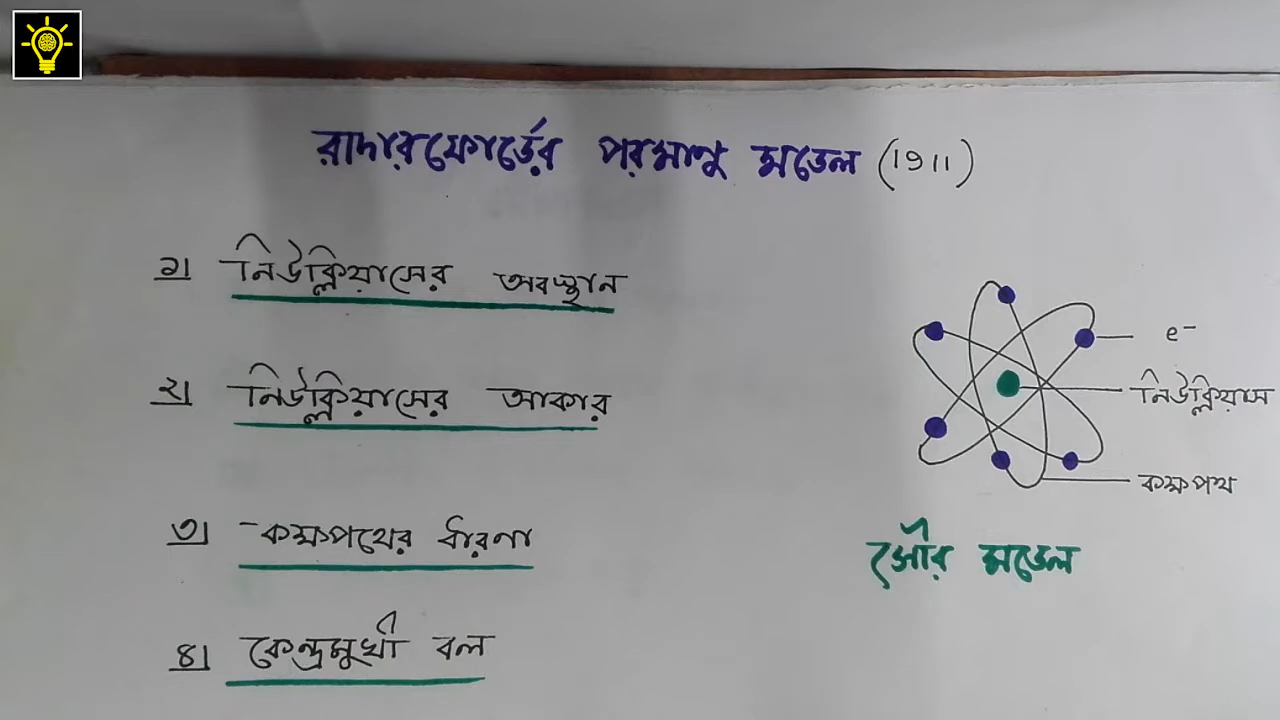 রাদারফোর্ডের পরমাণু মডেল (1911)
১। নিউক্লিয়াসের অবস্থান
২। নিউক্লিয়াসের আকার
৩। কক্ষপথের ধারণা
৪। কেন্দ্রমুখী বল
e⁻
নিউক্লিয়াস
কক্ষপথ
সৌর মডেল